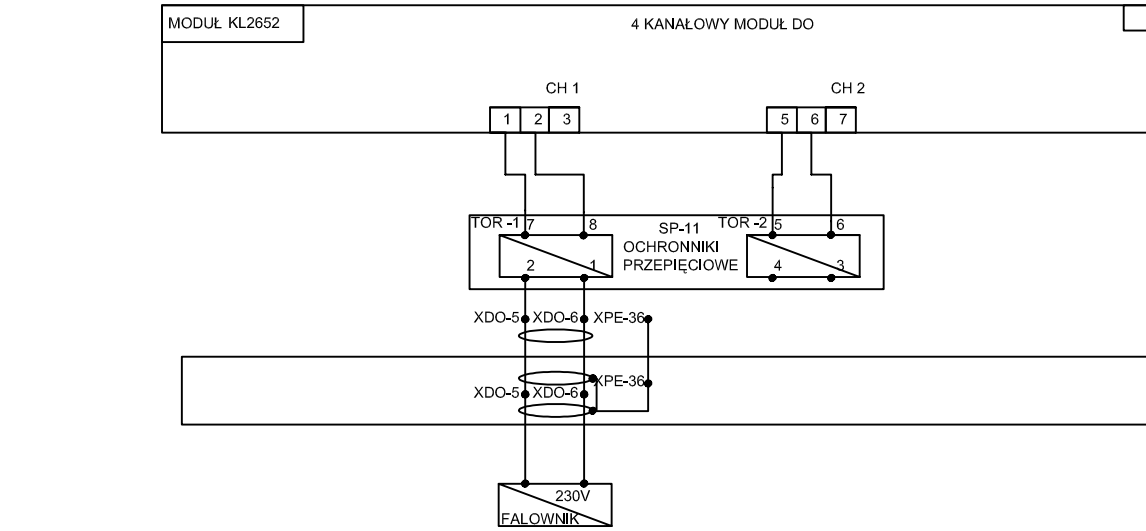 MODUŁ KL2652
4 KANAŁOWY MODUŁ DO
CH 1
CH 2
1 2 3
5 6 7
TOR -1 7 8
SP-11
TOR -2 5 6
OCHRONNIKI
PRZEPIĘCIOWE
2 1
4 3
XDO-5 XDO-6 XPE-36
XPE-36
XDO-5 XDO-6
230V
FALOWNIK